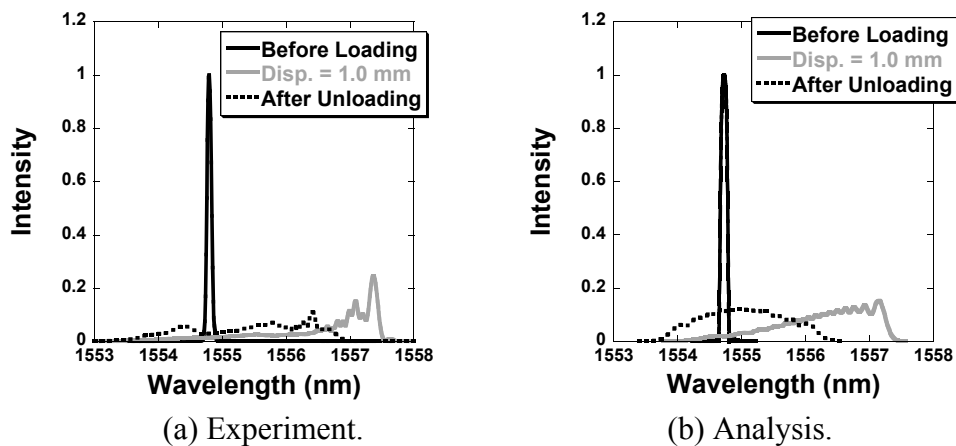 1.2
1
0.8
0.6
0.4
0.2
0
Intensity
Before Loading
Disp. = 1.0 mm
After Unloading
1553 1554 1555 1556 1557 1558
Wavelength (nm)
(a) Experiment.
1.2
1
0.8
0.6
0.4
0.2
0
Intensity
Before Loading
Disp. = 1.0 mm
After Unloading
1553 1554 1555 1556 1557 1558
Wavelength (nm)
(b) Analysis.